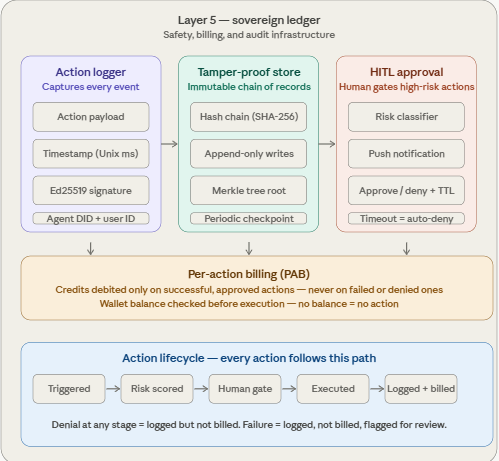 Layer 5 — sovereign ledger
Safety, billing, and audit infrastructure
Action logger
Captures every event
Action payload
Timestamp (Unix ms)
Ed25519 signature
Agent DID + user ID
Tamper-proof store
Immutable chain of records
Hash chain (SHA-256)
Append-only writes
Merkle tree root
Periodic checkpoint
HITL approval
Human gates high-risk actions
Risk classifier
Push notification
Approve / deny + TTL
Timeout = auto-deny
Per-action billing (PAB)
Credits debited only on successful, approved actions — never on failed or denied ones
Wallet balance checked before execution — no balance = no action
Action lifecycle — every action follows this path
Triggered
Risk scored
Human gate
Executed
Logged + billed
Denial at any stage = logged but not billed. Failure = logged, not billed, flagged for review.